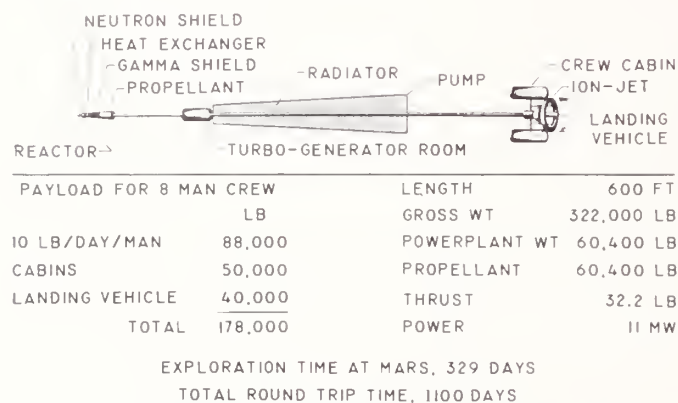 NEUTRON SHIELD
HEAT EXCHANGER
GAMMA SHIELD
PROPELLANT
RADIATOR
PUMP
CREW CABIN
ION-JET
LANDING
VEHICLE
REACTOR
TURBO-GENERATOR ROOM
PAYLOAD FOR 8 MAN CREW
LB
10 LB/DAY/MAN 88,000
CABINS 50,000
LANDING VEHICLE 40,000
TOTAL 178,000
LENGTH 600 FT
GROSS WT 322,000 LB
POWERPLANT WT 60,400 LB
PROPELLANT 60,400 LB
THRUST 32.2 LB
POWER 11 MW
EXPLORATION TIME AT MARS, 329 DAYS
TOTAL ROUND TRIP TIME, 1100 DAYS